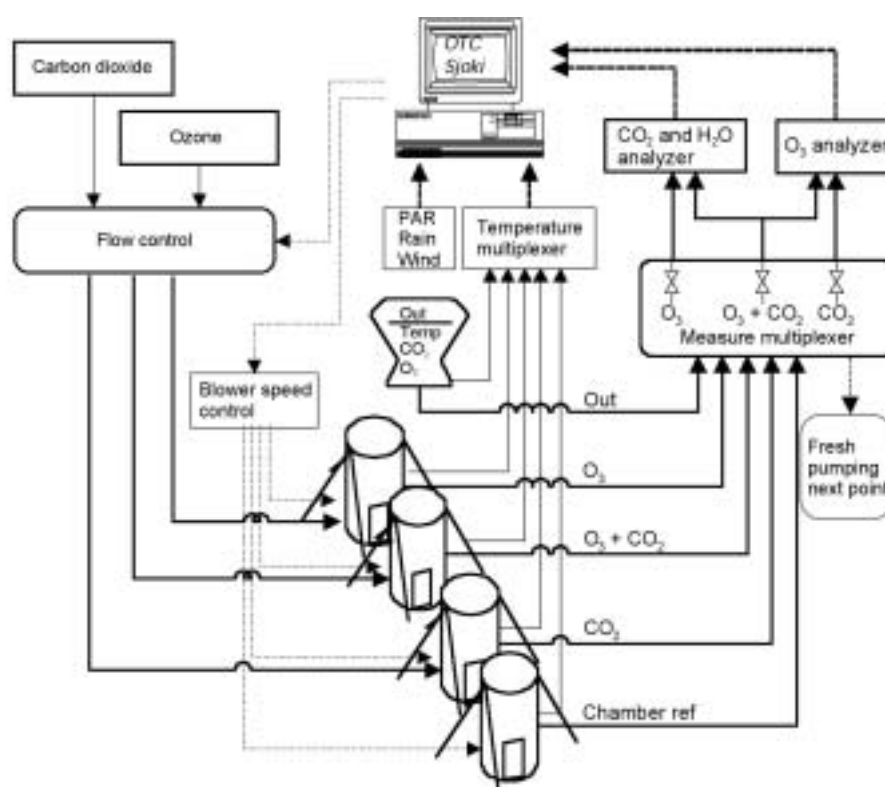 Carbon dioxide
Ozone
Flow control
OTC
Sjoki
CO₂ and H₂O
analyzer
O₃ analyzer
PAR
Rain
Wind
Temperature
multiplexer
O₃
O₃ + CO₂
CO₂
Measure multiplexer
Out
Temp
CO₂
O₃
Blower speed
control
Out
Fresh
pumping
next point
O₃
O₃ + CO₂
CO₂
Chamber ref